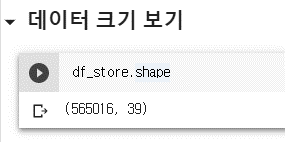 데이터 크기 보기
df_store.shape
(565016, 39)